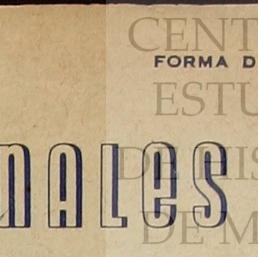 CENT
FORMA D
ESTU
NALES
DE HIS
DE M